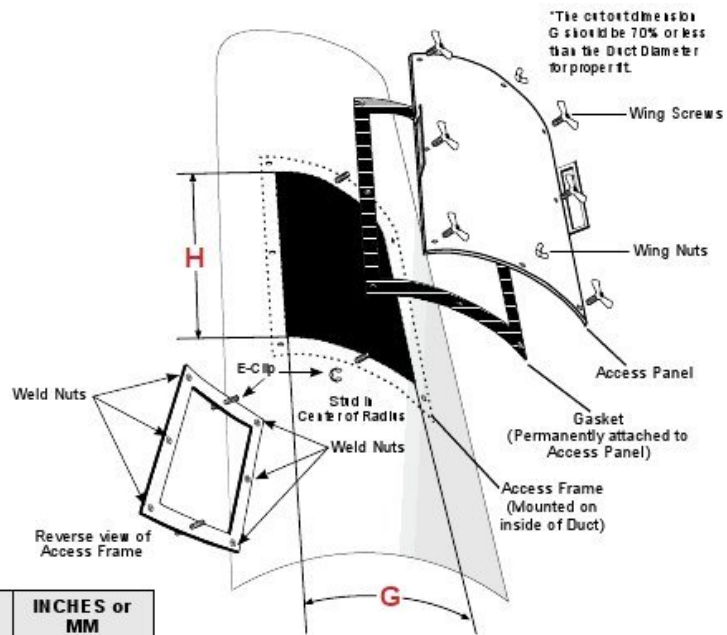 "The cutout dimension
G should be 70% or less
than the Duct Diameter
for proper fit.
Wing Screws
H
Wing Nuts
E-Clip
Access Panel
Weld Nuts
Stud In
Center of Radius
Gasket
(Permanently attached to
Access Panel)
Weld Nuts
Access Frame
(Mounted on
inside of Duct)
Reverse view of
Access Frame
G
INCHES or
MM